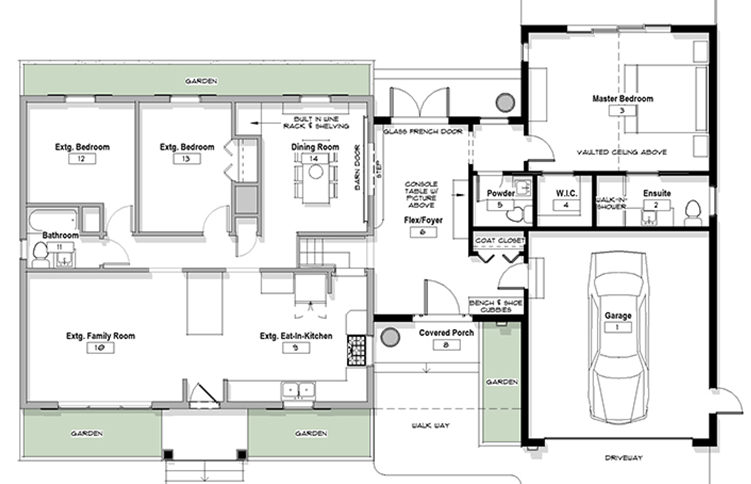 GARDEN
Extg. Bedroom
12
Extg. Bedroom
13
BUILT IN WINE
RACK & SHELVING
Dining Room
14
BARN DOOR
STEP
GLASS FRENCH DOOR
CONSOLE
TABLE W/
PICTURE
ABOVE
Flex/Foyer
6
Master Bedroom
3
VAULTED CEILING ABOVE
Powder
5
W.I.C.
4
WALK-IN-
SHOWER
Ensuite
2
COAT CLOSET
BENCH & SHOE
CUBBIES
Bathroom
11
Extg. Family Room
10
Extg. Eat-In-Kitchen
9
Covered Porch
8
Garage
1
GARDEN
GARDEN
GARDEN
WALK WAY
DRIVEWAY